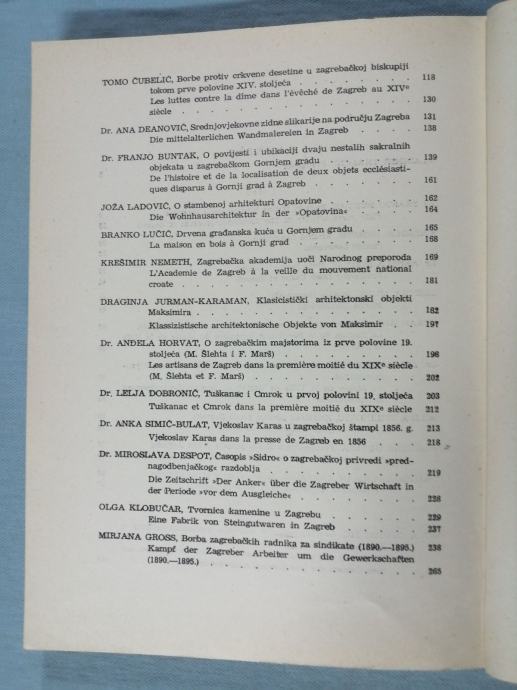 TOMO ČUBELIĆ, Borbe protiv crkvene desetine u zagrebačkoj biskupiji
tokom prve polovine XIV. stoljeća . . . . . . . 118
Les luttes contre la dîme dans l'évêché de Zagreb au XIVe
siècle . . . . . . . . . . . . 130
Dr. ANA DEANOVIĆ, Srednjovjekovne zidne slikarije na području Zagreba 131
Die mittelalterlichen Wandmalereien in Zagreb . . . . 138
Dr. FRANJO BUNTAK, O povijesti i ubikaciji dvaju nestalih sakralnih
objekata u zagrebačkom Gornjem gradu . . . . . 139
De l'histoire et de la localisation de deux objets ecclésiasti-
ques disparus à Gornji grad à Zagreb . . . . . . 161
JOŽA LADOVIĆ, O stambenoj arhitekturi Opatovine . . . . 162
Die Wohnhausarchitektur in der »Opatovina« . . . . 164
BRANKO LUČIĆ, Drvena građanska kuća u Gornjem gradu . . . 165
La maison en bois à Gornji grad . . . . . . . 168
KREŠIMIR NEMETH, Zagrebačka akademija uoči Narodnog preporoda 169
L'Academie de Zagreb à la veille du mouvement national
croate . . . . . . . . . . . . 181
DRAGINJA JURMAN-KARAMAN, Klasicistički arhitektonski objekti
Maksimira . . . . . . . . . . . 182
Klassizistische architektonische Objekte von Maksimir . . 197
Dr. ANĐELA HORVAT, O zagrebačkim majstorima iz prve polovine 19.
stoljeća (M. Šlehta i F. Marš) . . . . . . . 198
Les artisans de Zagreb dans la première moitié du XIXe siècle
(M. Šlehta et F. Marš) . . . . . . . . . 202
Dr. LELJA DOBRONIĆ, Tuškanac i Cmrok u prvoj polovini 19. stoljeća 203
Tuškanac et Cmrok dans la première moitié du XIXe siècle 212
Dr. ANKA SIMIĆ-BULAT, Vjekoslav Karas u zagrebačkoj štampi 1856. g. 213
Vjekoslav Karas dans la presse de Zagreb en 1856 . . . 218
Dr. MIROSLAVA DESPOT, Časopis »Sidro« o zagrebačkoj privredi »pred-
nagodbenjačkog« razdoblja . . . . . . . . 219
Die Zeitschrift »Der Anker« über die Zagreber Wirtschaft in
der Periode »vor dem Ausgleiche« . . . . . . 228
OLGA KLOBUČAR, Tvornica kamenine u Zagrebu . . . . . 229
Eine Fabrik von Steingutwaren in Zagreb . . . . . 237
MIRJANA GROSS, Borba zagrebačkih radnika za sindikate (1890.—1895.) 238
Kampf der Zagreber Arbeiter um die Gewerkschaften
(1890.—1895.) . . . . . . . . . . 265